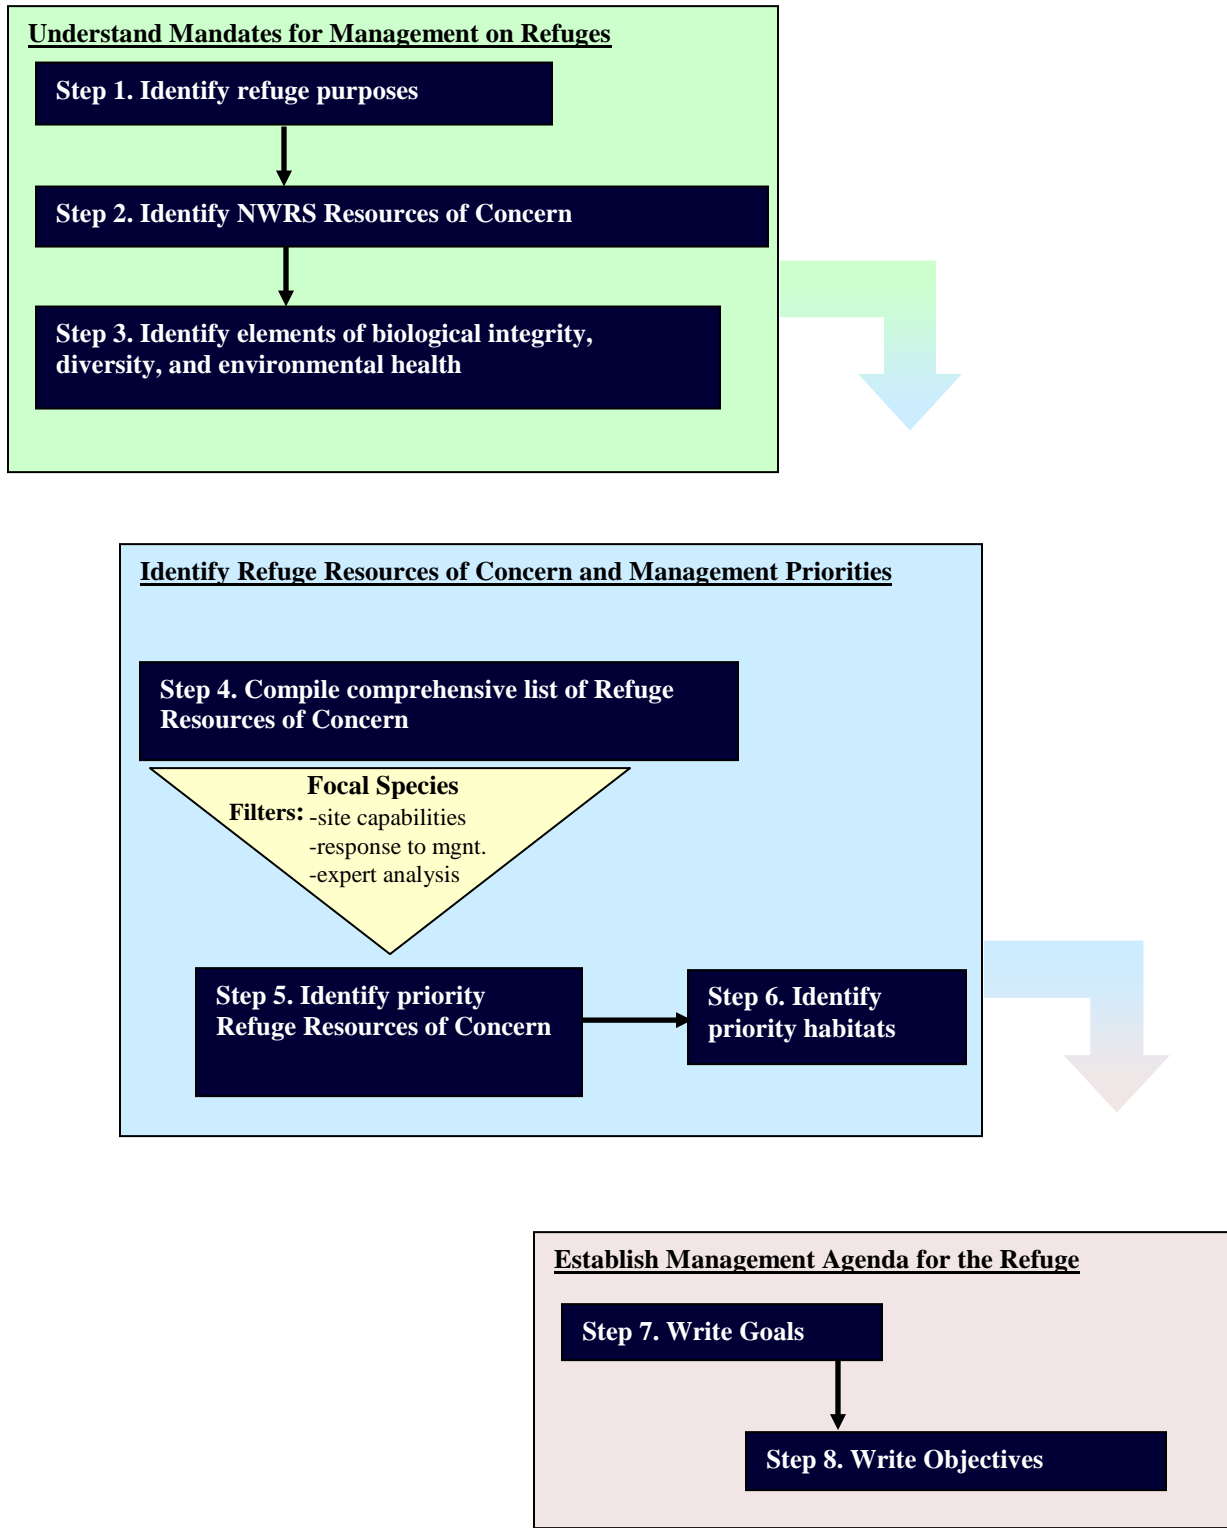 Understand Mandates for Management on Refuges
Step 1. Identify refuge purposes
Step 2. Identify NWRS Resources of Concern
Step 3. Identify elements of biological integrity,
diversity, and environmental health
Identify Refuge Resources of Concern and Management Priorities
Step 4. Compile comprehensive list of Refuge
Resources of Concern
Focal Species
Filters: -site capabilities
-response to mgnt.
-expert analysis
Step 5. Identify priority
Refuge Resources of Concern
Step 6. Identify
priority habitats
Establish Management Agenda for the Refuge
Step 7. Write Goals
Step 8. Write Objectives